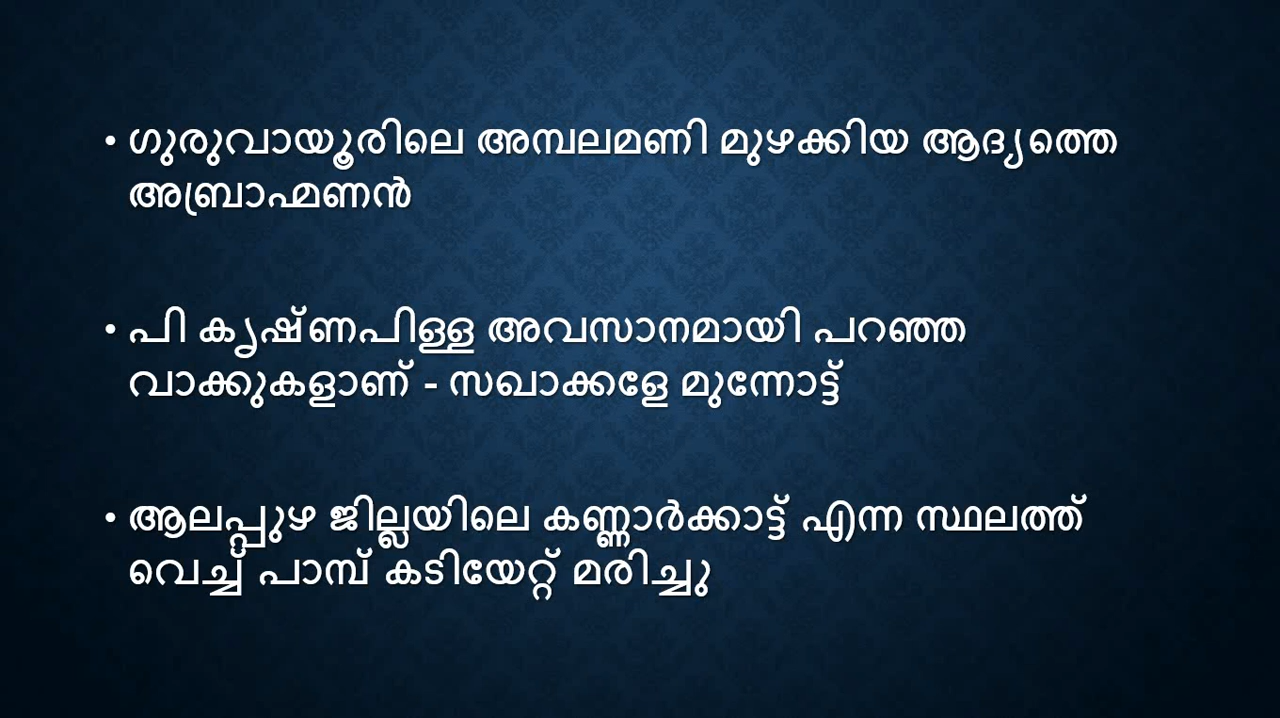 • ഗുരുവായൂരിലെ അമ്പലമണി മുഴക്കിയ ആദ്യത്തെ
അബ്രാഹ്മണൻ
• പി കൃഷ്ണപിള്ള അവസാനമായി പറഞ്ഞ
വാക്കുകളാണ് - സഖാക്കളേ മുന്നോട്ട്
• ആലപ്പുഴ ജില്ലയിലെ കണ്ണാർക്കാട്ട് എന്ന സ്ഥലത്ത്
വെച്ച് പാമ്പ് കടിയേറ്റ് മരിച്ചു